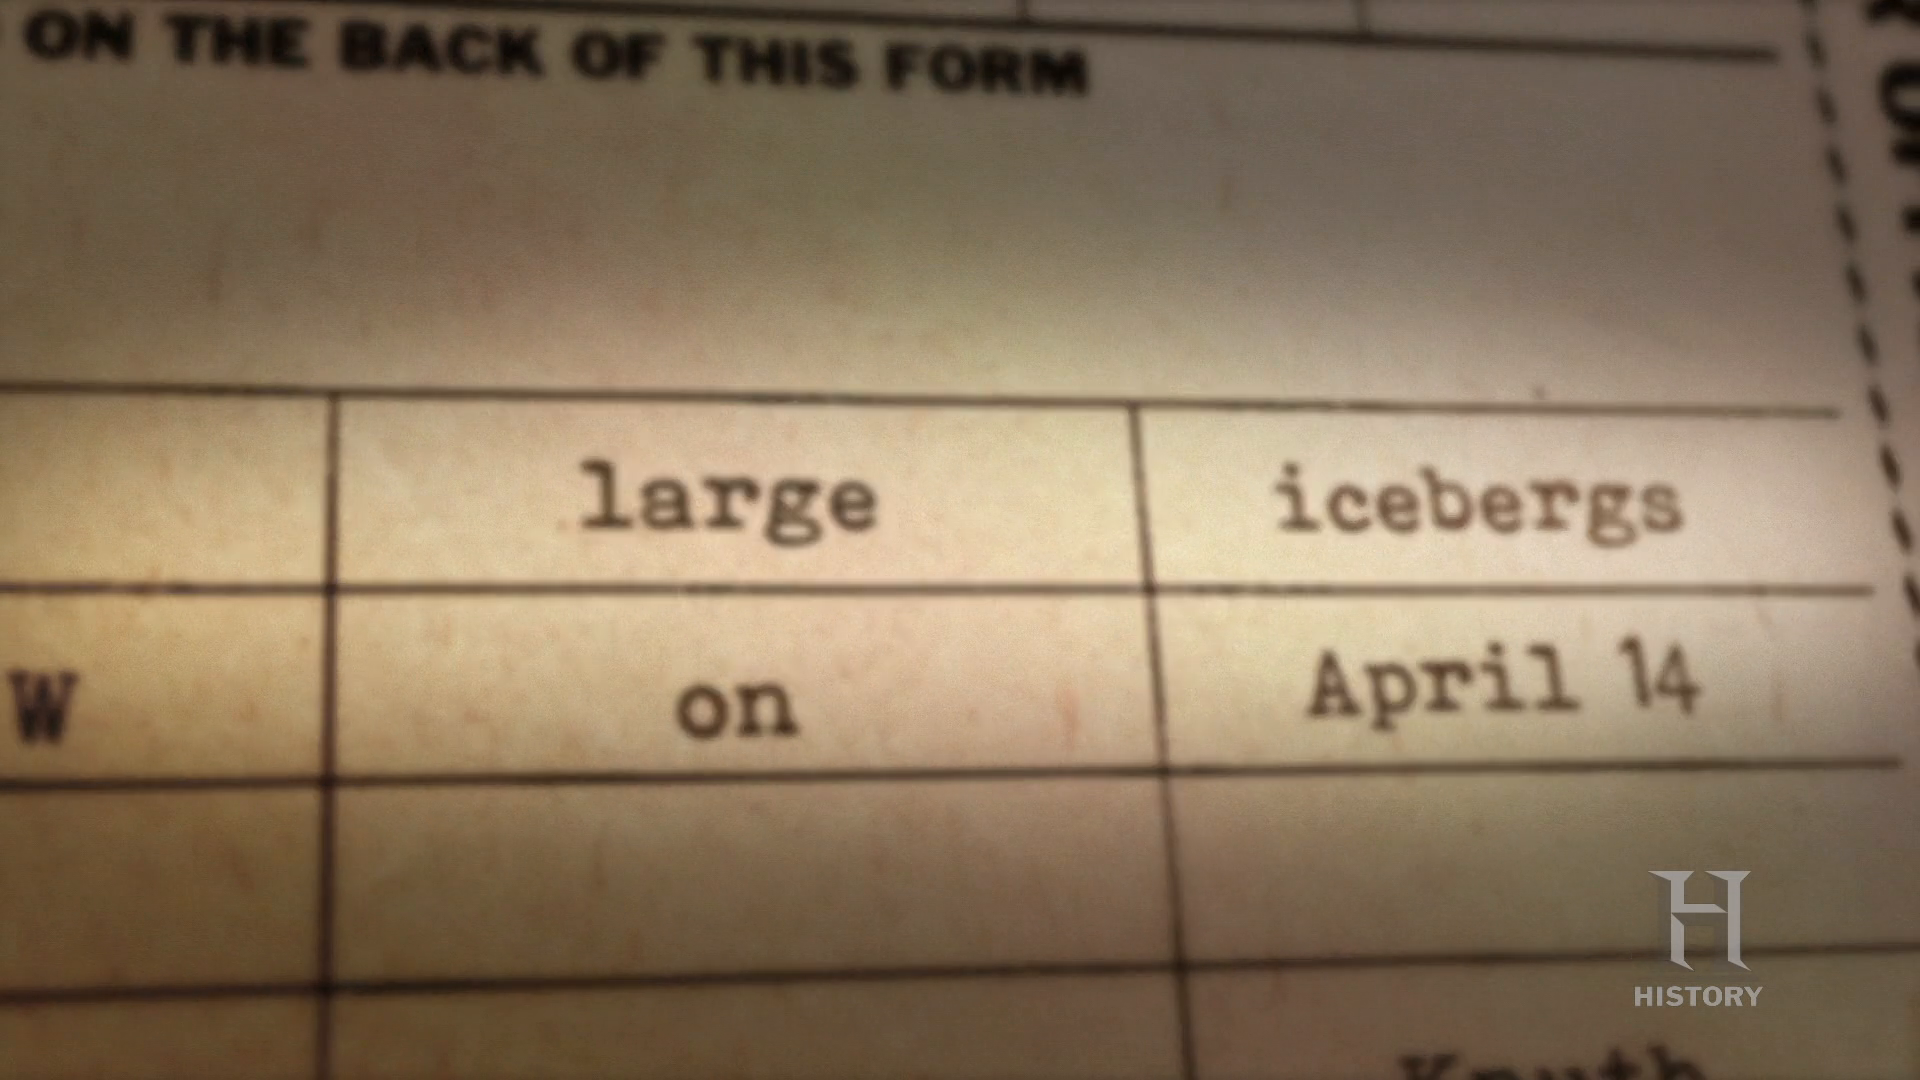 ON THE BACK OF THIS FORM
large icebergs
W on April 14
H
HISTORY